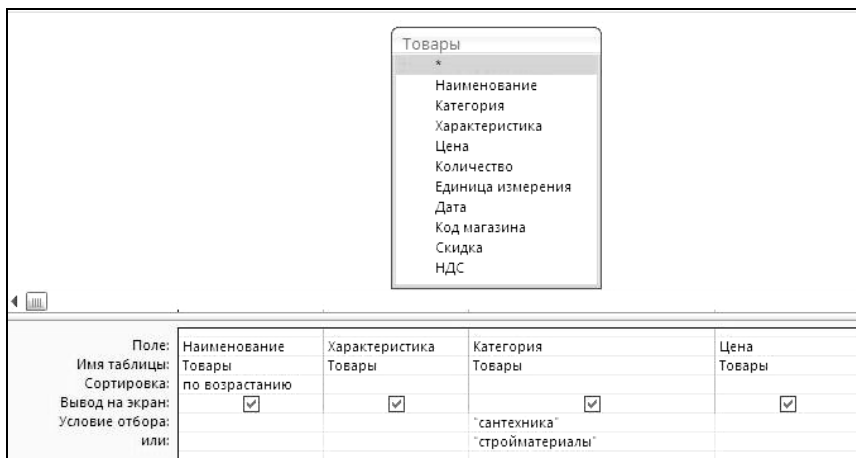 Товары
*
Наименование
Категория
Характеристика
Цена
Количество
Единица измерения
Дата
Код магазина
Скидка
НДС
Поле: Наименование Характеристика Категория Цена
Имя таблицы: Товары Товары Товары Товары
Сортировка: по возрастанию
Вывод на экран:
Условие отбора: "сантехника"
или: "стройматериалы"